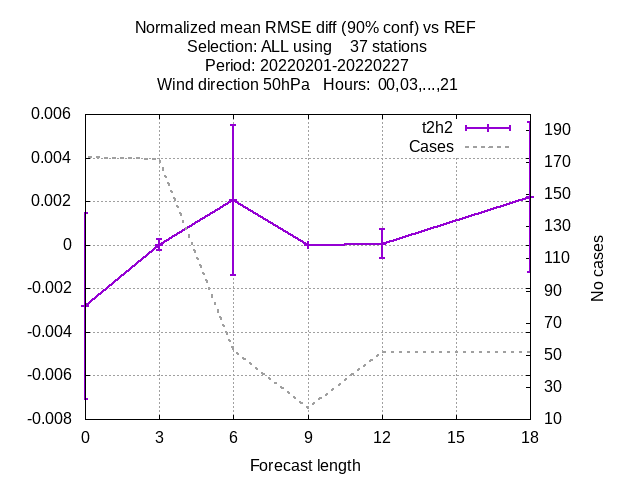 Normalized mean RMSE diff (90% conf) vs REF
Selection: ALL using    37 stations
Period: 20220201-20220227
Wind direction 50hPa   Hours:  00,03,...,21
t2h2
Cases
0.006
0.004
0.002
0
-0.002
-0.004
-0.006
-0.008
190
170
150
130
110
90
70
50
30
10
No cases
0 3 6 9 12 15 18
Forecast length